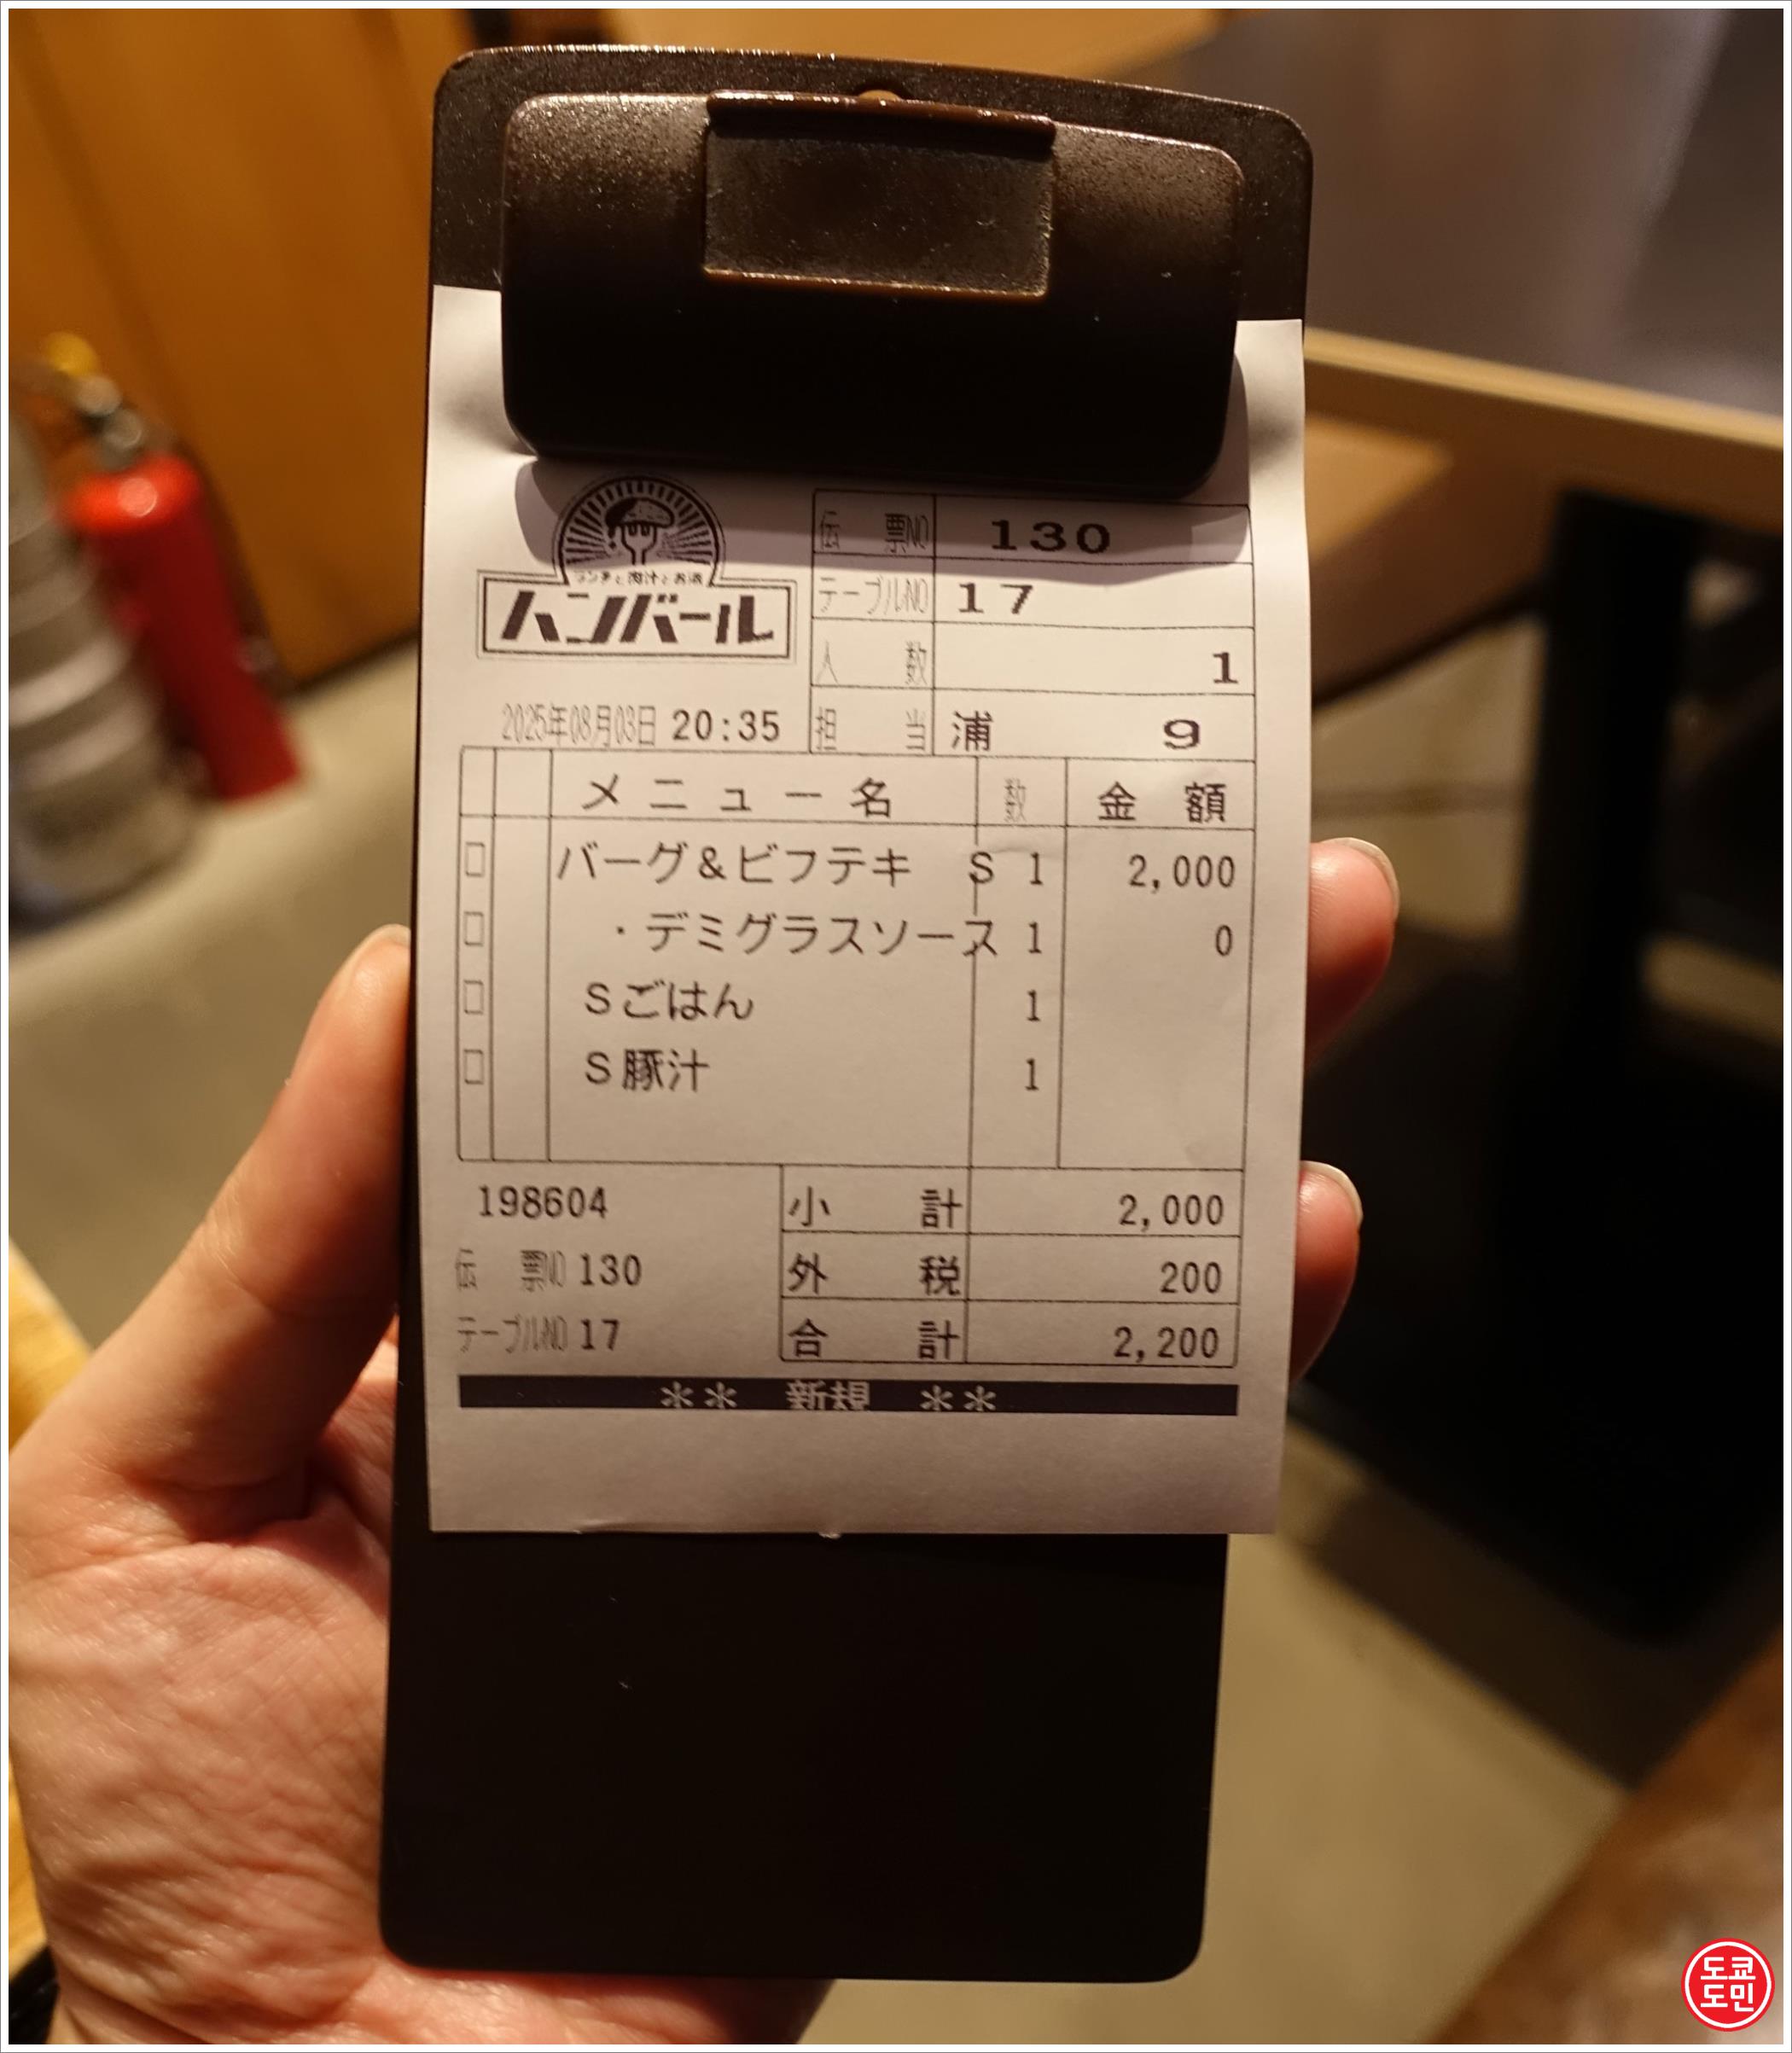 ランチと肉汁とお酒
ハンバール
伝票NO 130
テーブルNO 17
人数 1
2025年08月03日 20:35
担当 浦 9
メニュー名 数 金額
バーグ&ビフテキ S 1 2,000
・デミグラスソース 1 0
Sごはん 1
S豚汁 1
198604
小計 2,000
伝票NO 130
外税 200
テーブルNO 17
合計 2,200
** 新規 **
도쿄
도민